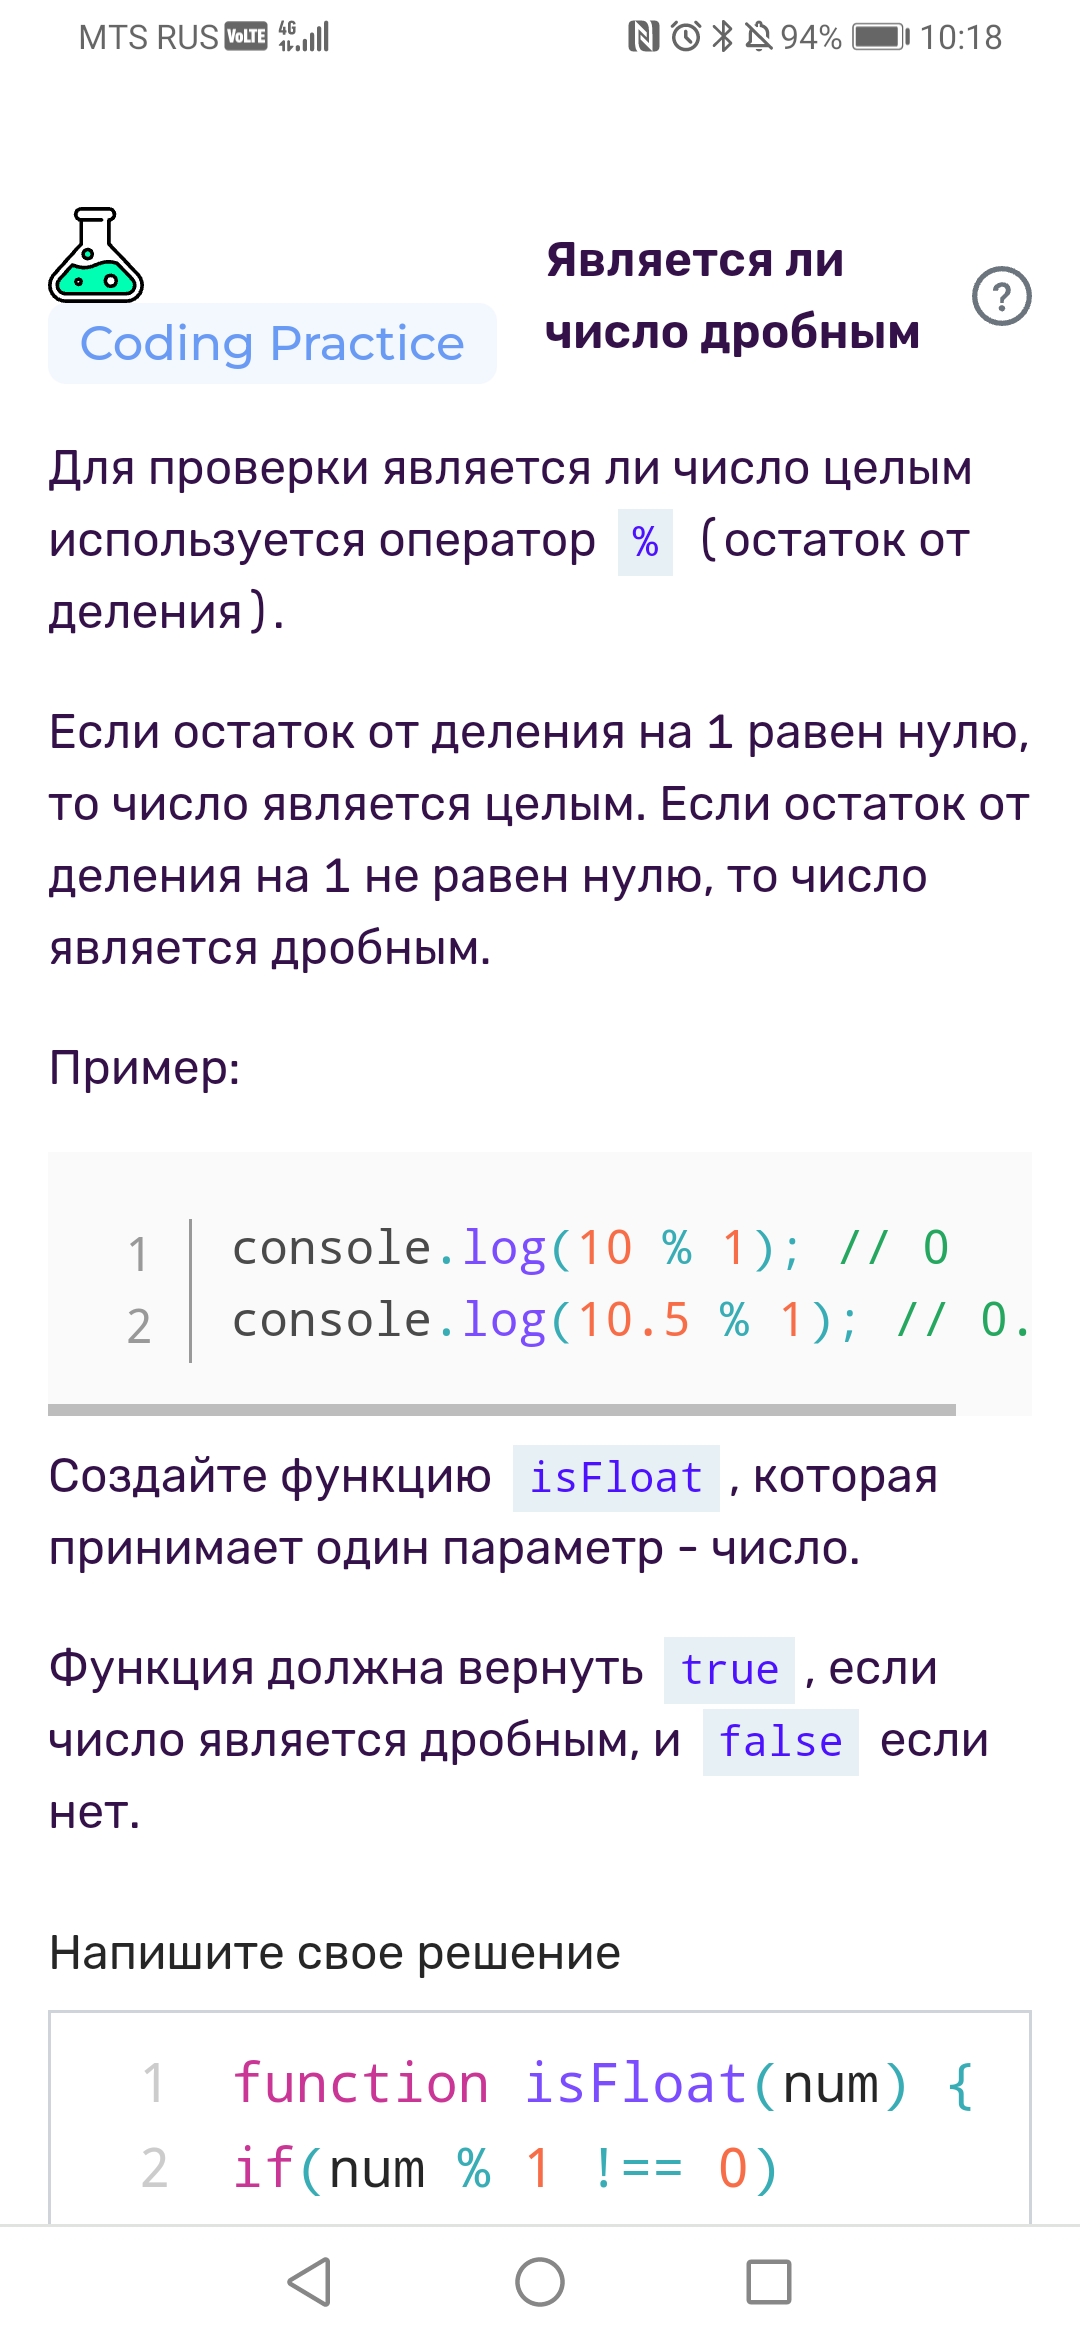 MTS RUS VoLTE 4G 94% 10:18
Является ли
число дробным
?
Coding Practice
Для проверки является ли число целым
используется оператор % (остаток от
деления).
Если остаток от деления на 1 равен нулю,
то число является целым. Если остаток от
деления на 1 не равен нулю, то число
является дробным.
Пример:
1 console.log(10 % 1); // 0
2 console.log(10.5 % 1); // 0.
Создайте функцию isFloat, которая
принимает один параметр - число.
Функция должна вернуть true, если
число является дробным, и false если
нет.
Напишите свое решение
1 function isFloat(num) {
2 if(num % 1 !== 0)